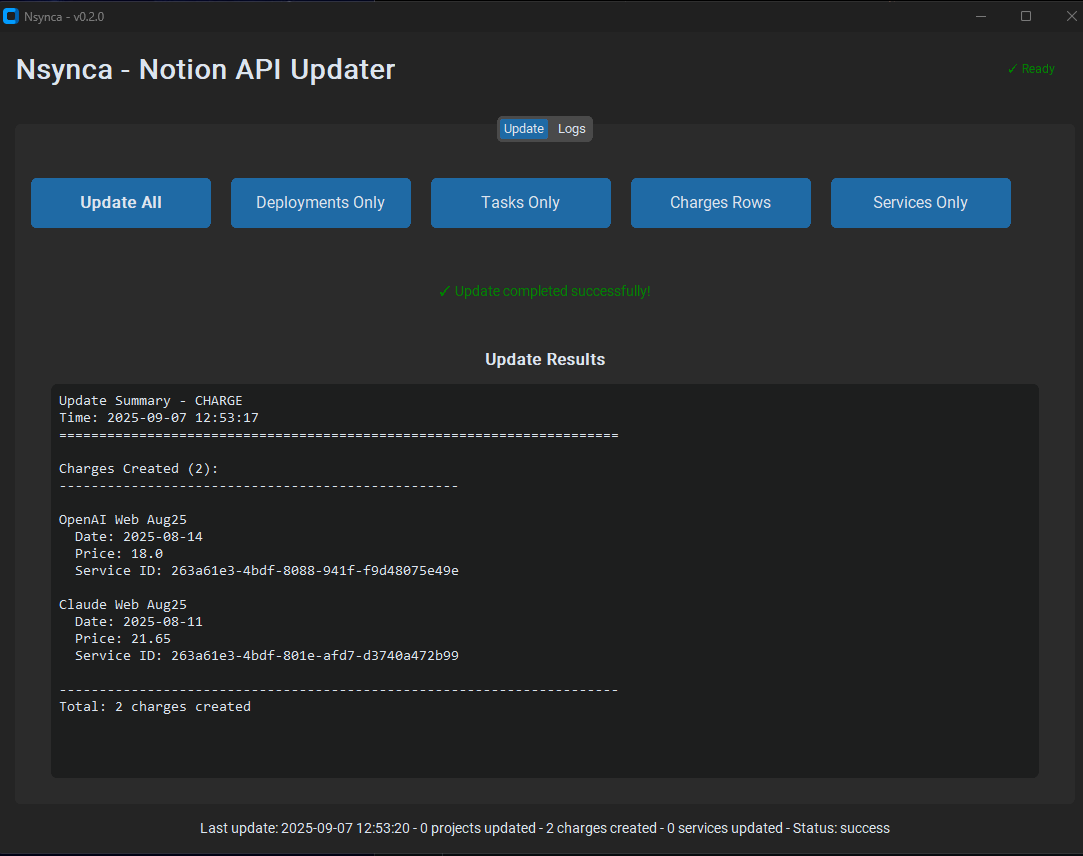 Nsynca - v0.2.0
Nsynca - Notion API Updater
✓ Ready
Update Logs
Update All Deployments Only Tasks Only Charges Rows Services Only
✓ Update completed successfully!
Update Results
Update Summary - CHARGE
Time: 2025-09-07 12:53:17
======================================================================
Charges Created (2):
--------------------------------------------------
OpenAI Web Aug25
Date: 2025-08-14
Price: 18.0
Service ID: 263a61e3-4bdf-8088-941f-f9d48075e49e
Claude Web Aug25
Date: 2025-08-11
Price: 21.65
Service ID: 263a61e3-4bdf-801e-afd7-d3740a472b99
----------------------------------------------------------------------
Total: 2 charges created
Last update: 2025-09-07 12:53:20 - 0 projects updated - 2 charges created - 0 services updated - Status: success